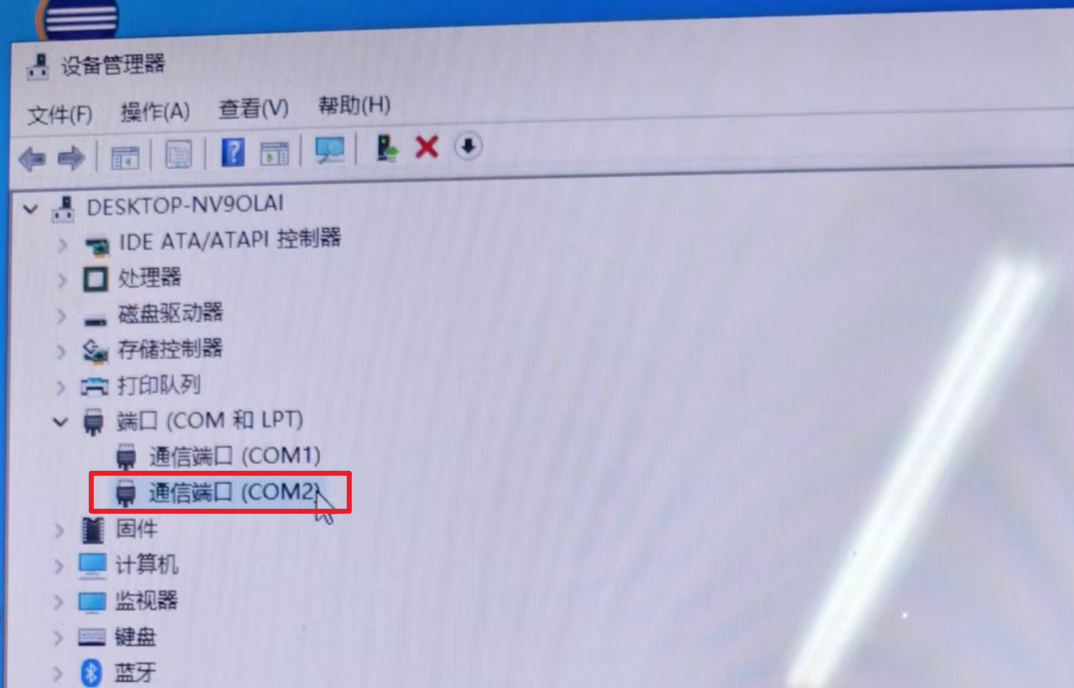 设备管理器
文件(F) 操作(A) 查看(V) 帮助(H)
DESKTOP-NV9OLAI
IDE ATA/ATAPI 控制器
处理器
磁盘驱动器
存储控制器
打印队列
端口 (COM 和 LPT)
通信端口 (COM1)
通信端口 (COM2)
固件
计算机
监视器
键盘
蓝牙